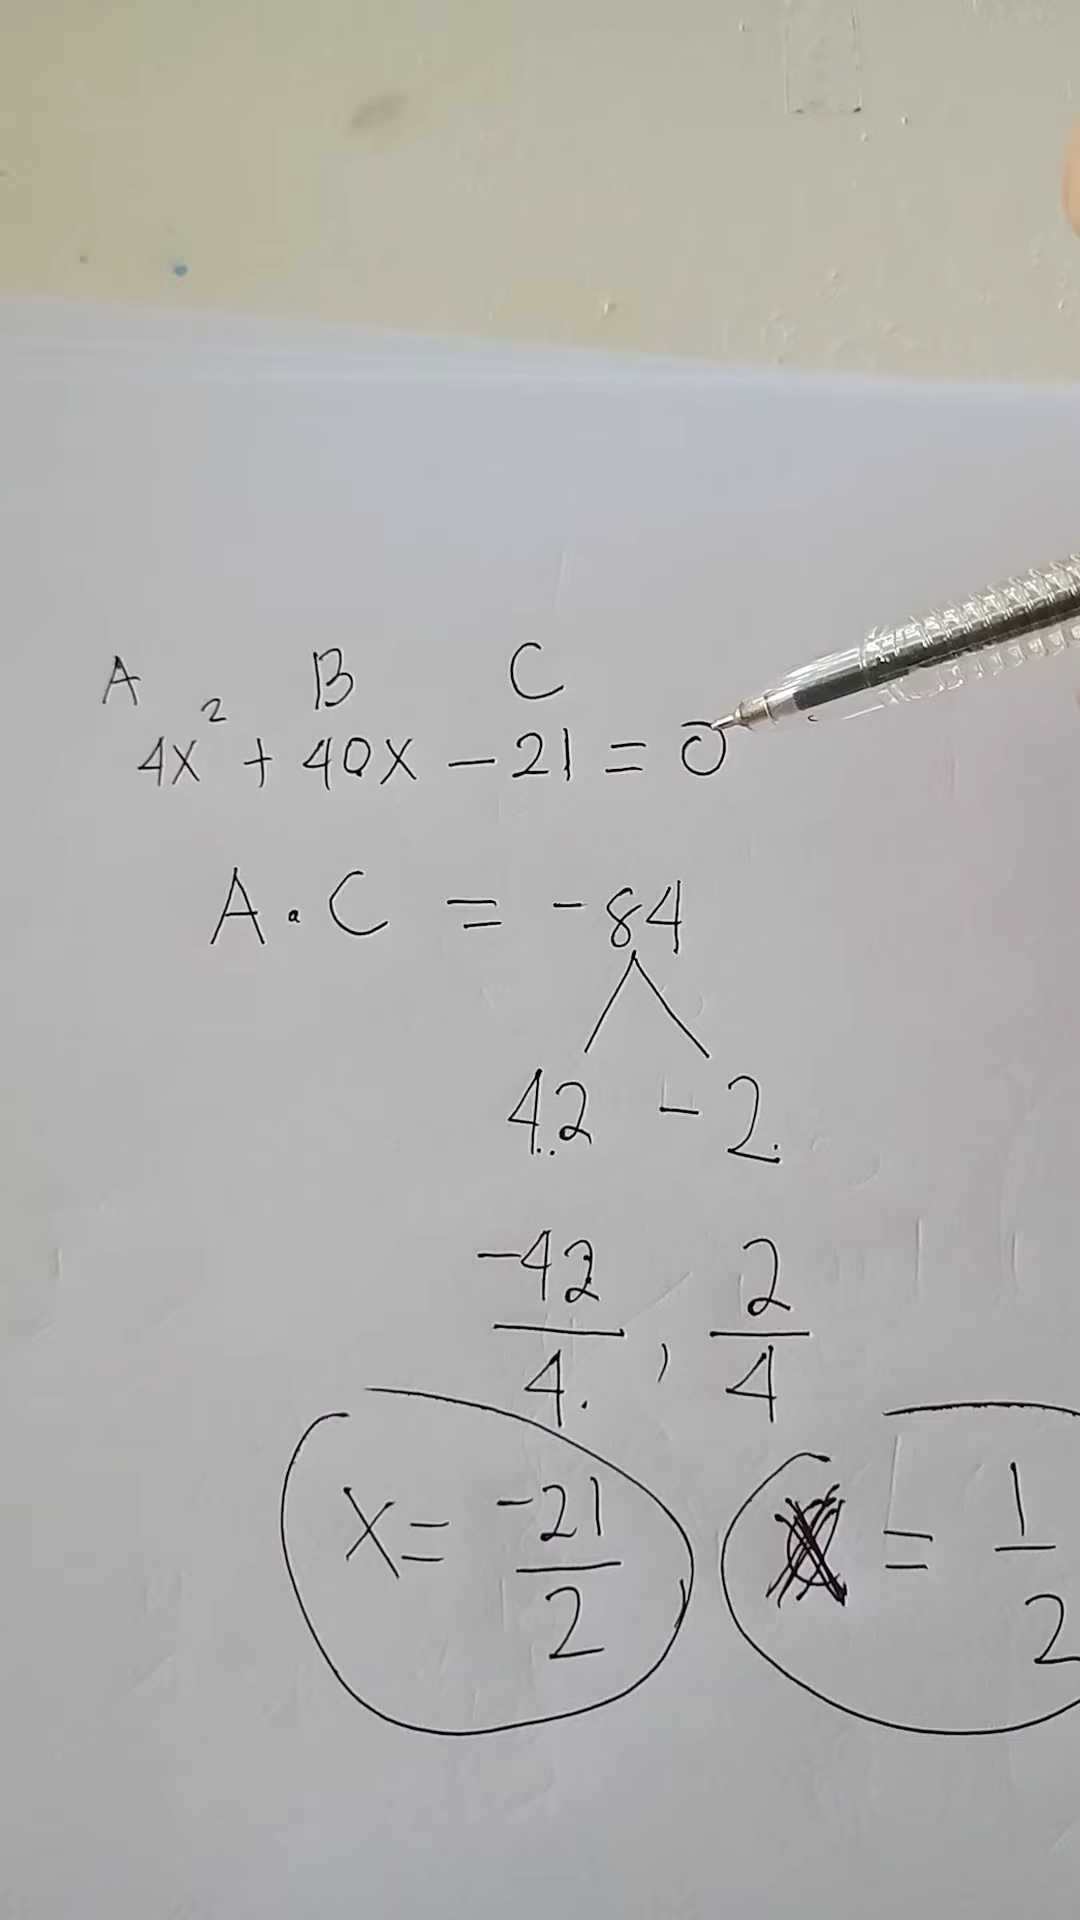 A B C
4x² + 40x - 21 = 0
A · C = -84
42 - 2
-42/4 , 2/4
x = -21/2 x = 1/2